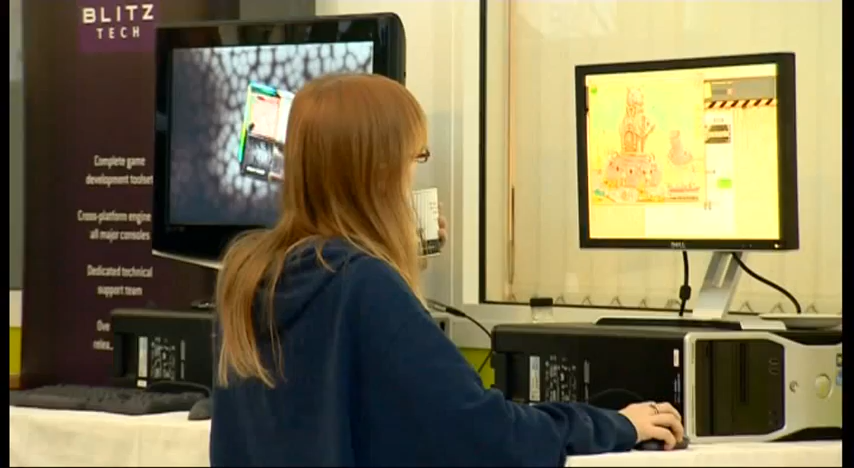 BLITZ
TECH
Complete game
development toolset
Cross-platform engine
all major consoles
Dedicated technical
support team
DELL